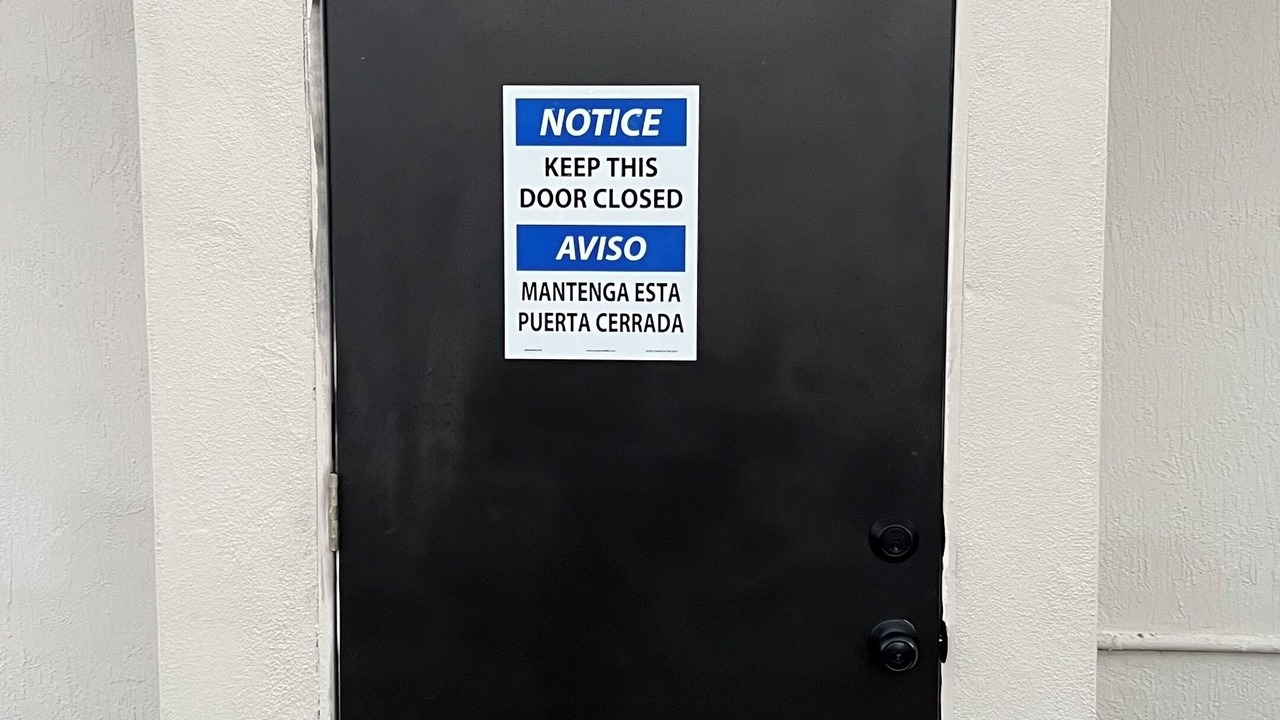 NOTICE
KEEP THIS
DOOR CLOSED
AVISO
MANTENGA ESTA
PUERTA CERRADA